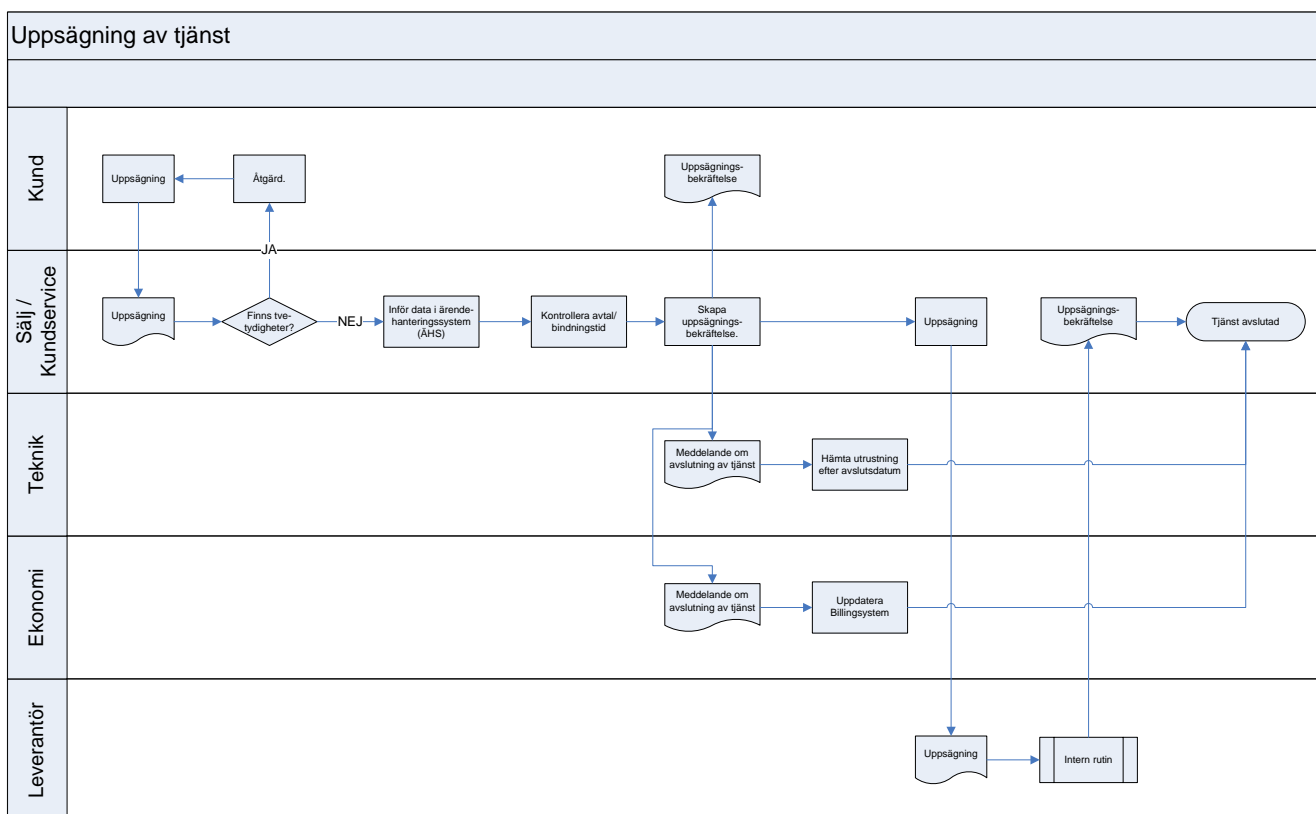 Uppsägning av tjänst
Kund
Uppsägning
Åtgärd.
Uppsägnings-
bekräftelse
JA
Sälj /
Kundservice
Uppsägning
Finns tve-
tydigheter?
NEJ
Inför data i ärende-
hanteringssystem
(ÄHS)
Kontrollera avtal/
bindningstid
Skapa
uppsägnings-
bekräftelse.
Uppsägning
Uppsägnings-
bekräftelse
Tjänst avslutad
Teknik
Meddelande om
avslutning av tjänst
Hämta utrustning
efter avslutsdatum
Ekonomi
Meddelande om
avslutning av tjänst
Uppdatera
Billingsystem
Leverantör
Uppsägning
Intern rutin